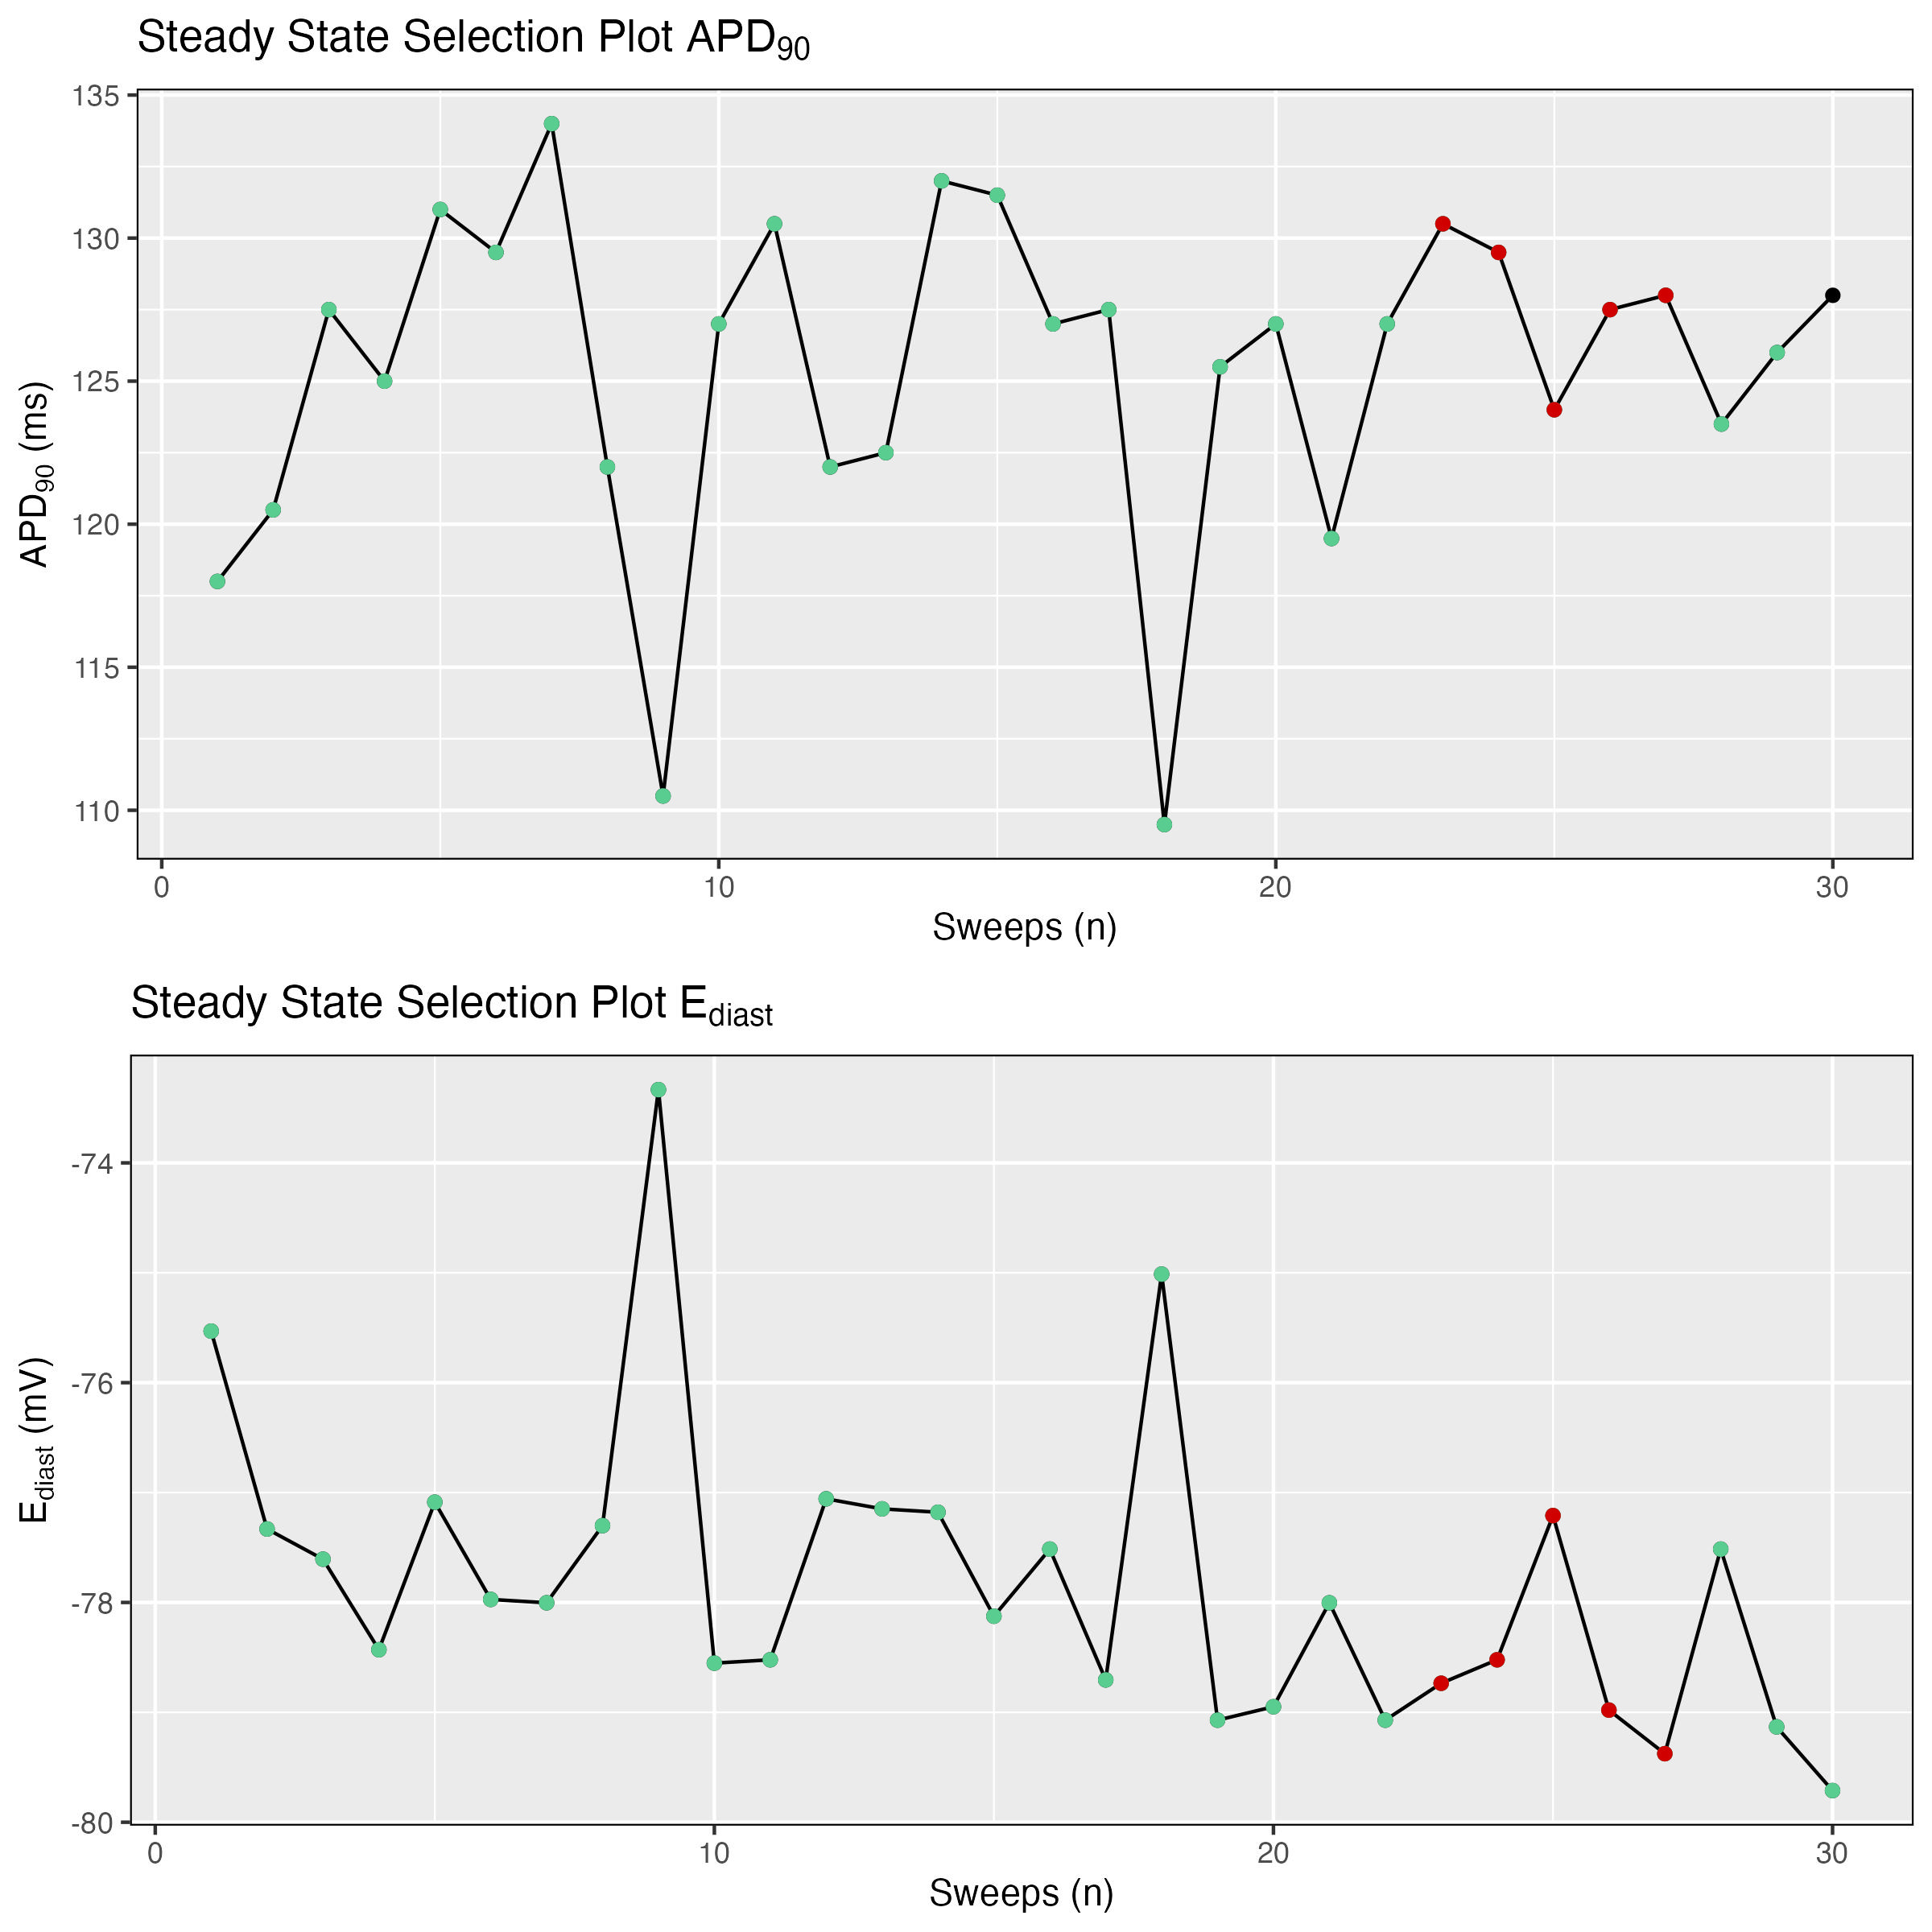 Steady State Selection Plot APD90
135
130
125
120
115
110
APD90 (ms)
0 10 20 30
Sweeps (n)
Steady State Selection Plot Ediast
-74
-76
-78
-80
Ediast (mV)
0 10 20 30
Sweeps (n)